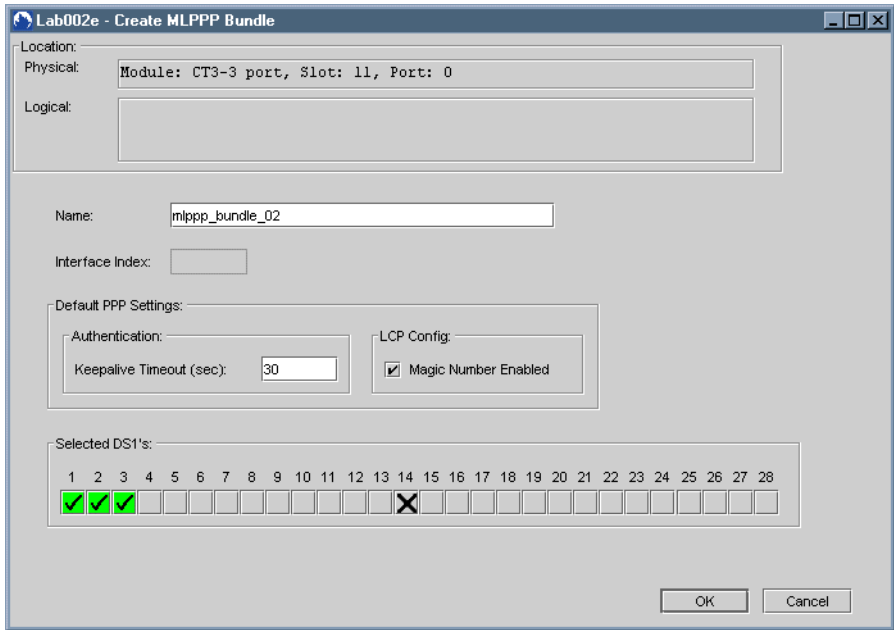 Lab002e - Create MLPPP Bundle
Location:
Physical:
Module: CT3-3 port, Slot: 11, Port: 0
Logical:
Name:
mlppp_bundle_02
Interface Index:
Default PPP Settings:
Authentication:
Keepalive Timeout (sec):
30
LCP Config:
Magic Number Enabled
Selected DS1's:
1 2 3 4 5 6 7 8 9 10 11 12 13 14 15 16 17 18 19 20 21 22 23 24 25 26 27 28
OK
Cancel